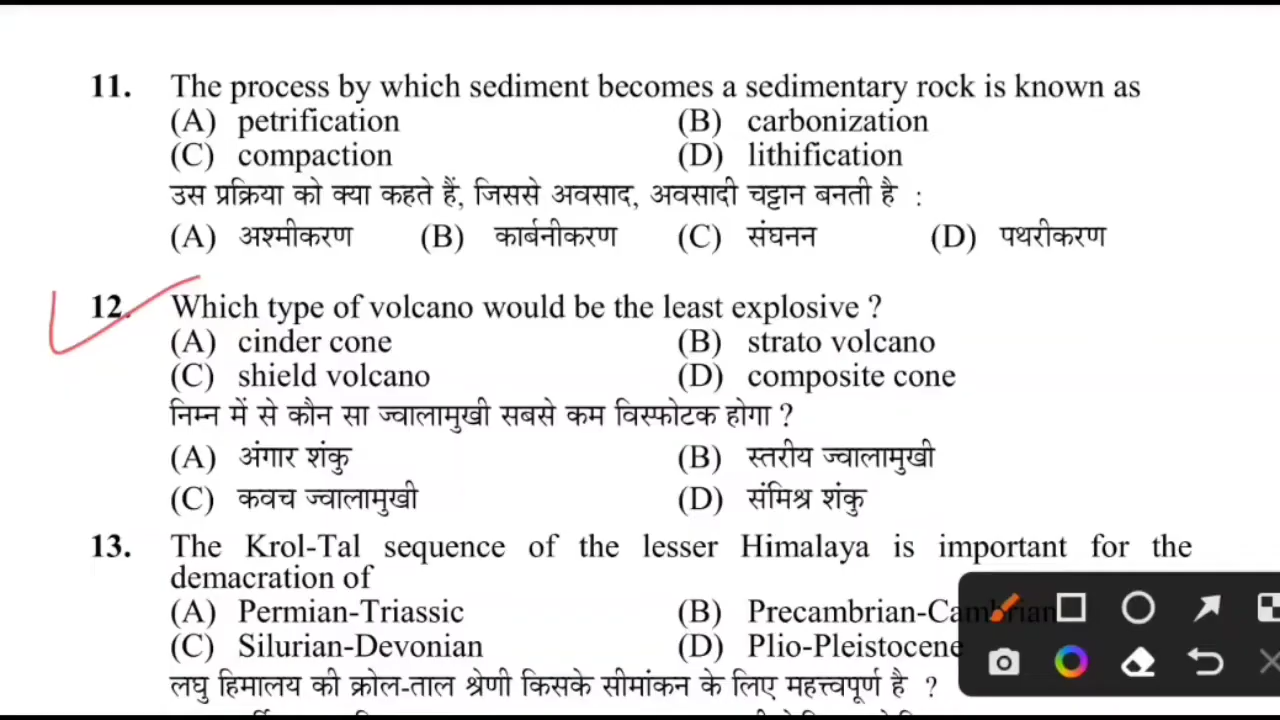 11. The process by which sediment becomes a sedimentary rock is known as
(A) petrification (B) carbonization
(C) compaction (D) lithification
उस प्रक्रिया को क्या कहते हैं, जिससे अवसाद, अवसादी चट्टान बनती है :
(A) अश्मीकरण (B) कार्बनीकरण (C) संघनन (D) पथरीकरण
12. Which type of volcano would be the least explosive ?
(A) cinder cone (B) strato volcano
(C) shield volcano (D) composite cone
निम्न में से कौन सा ज्वालामुखी सबसे कम विस्फोटक होगा ?
(A) अंगार शंकु (B) स्तरीय ज्वालामुखी
(C) कवच ज्वालामुखी (D) संमिश्र शंकु
13. The Krol-Tal sequence of the lesser Himalaya is important for the
demacration of
(A) Permian-Triassic (B) Precambrian-Cambrian
(C) Silurian-Devonian (D) Plio-Pleistocene
लघु हिमालय की क्रोल-ताल श्रेणी किसके सीमांकन के लिए महत्त्वपूर्ण है ?